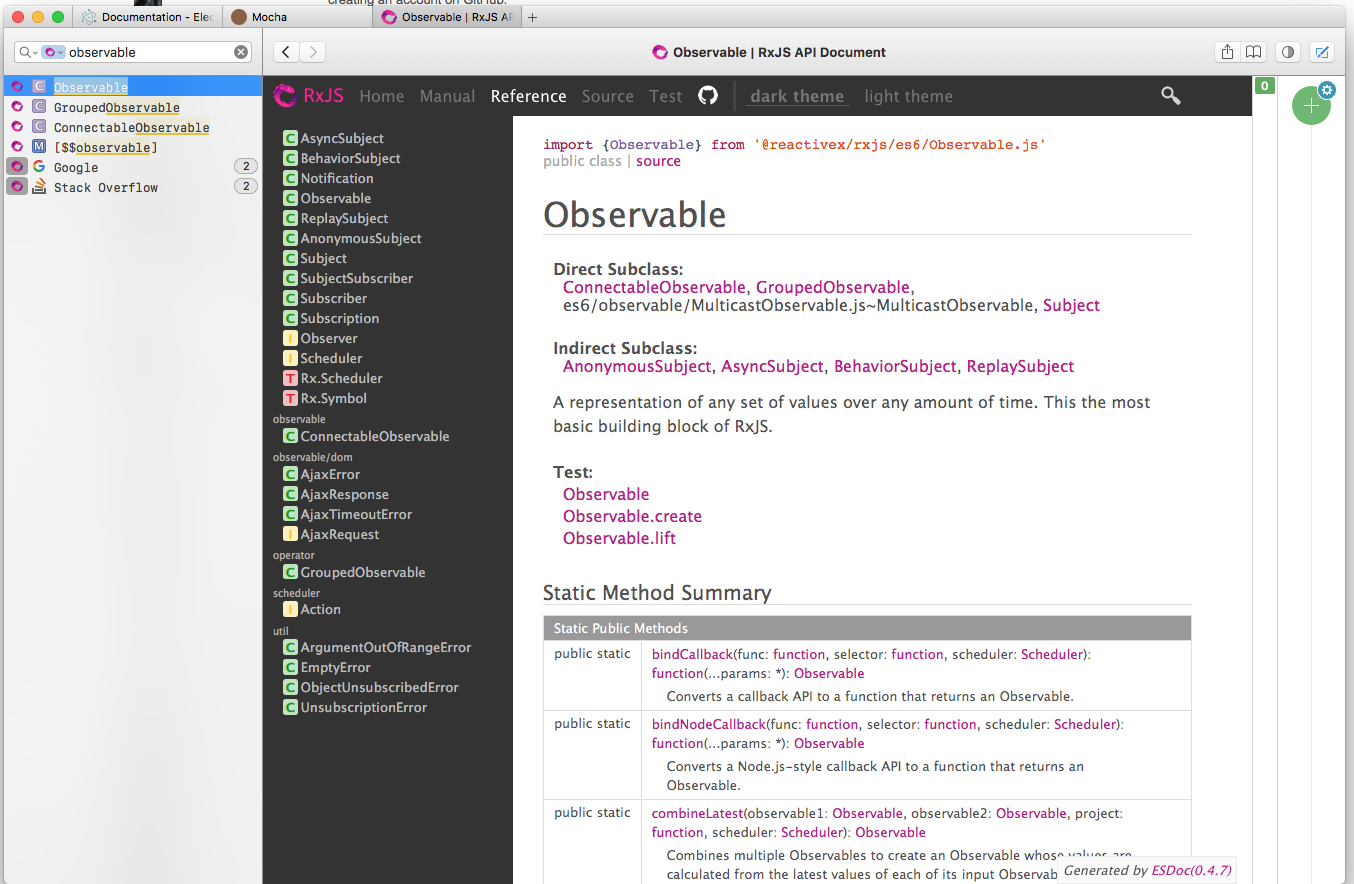 creating an account on GitHub.
Documentation - Elec
Mocha
Observable | RxJS AP
observable
Observable | RxJS API Document
Observable
GroupedObservable
ConnectableObservable
[$$observable]
Google 2
Stack Overflow 2
RxJS Home Manual Reference Source Test dark theme light theme
0
C AsyncSubject
C BehaviorSubject
C Notification
C Observable
C ReplaySubject
C AnonymousSubject
C Subject
C SubjectSubscriber
C Subscriber
C Subscription
I Observer
I Scheduler
T Rx.Scheduler
T Rx.Symbol
observable
C ConnectableObservable
observable/dom
C AjaxError
C AjaxResponse
C AjaxTimeoutError
I AjaxRequest
operator
C GroupedObservable
scheduler
I Action
util
C ArgumentOutOfRangeError
C EmptyError
C ObjectUnsubscribedError
C UnsubscriptionError
import {Observable} from '@reactivex/rxjs/es6/Observable.js'
public class | source
Observable
Direct Subclass:
ConnectableObservable, GroupedObservable,
es6/observable/MulticastObservable.js~MulticastObservable, Subject
Indirect Subclass:
AnonymousSubject, AsyncSubject, BehaviorSubject, ReplaySubject
A representation of any set of values over any amount of time. This the most
basic building block of RxJS.
Test:
Observable
Observable.create
Observable.lift
Static Method Summary
Static Public Methods
public static bindCallback(func: function, selector: function, scheduler: Scheduler):
function(...params: *): Observable
Converts a callback API to a function that returns an Observable.
public static bindNodeCallback(func: function, selector: function, scheduler: Scheduler):
function(...params: *): Observable
Converts a Node.js-style callback API to a function that returns an
Observable.
public static combineLatest(observable1: Observable, observable2: Observable, project:
function, scheduler: Scheduler): Observable
Combines multiple Observables to create an Observable whose values are
calculated from the latest values of each of its input Observab
Generated by ESDoc(0.4.7)